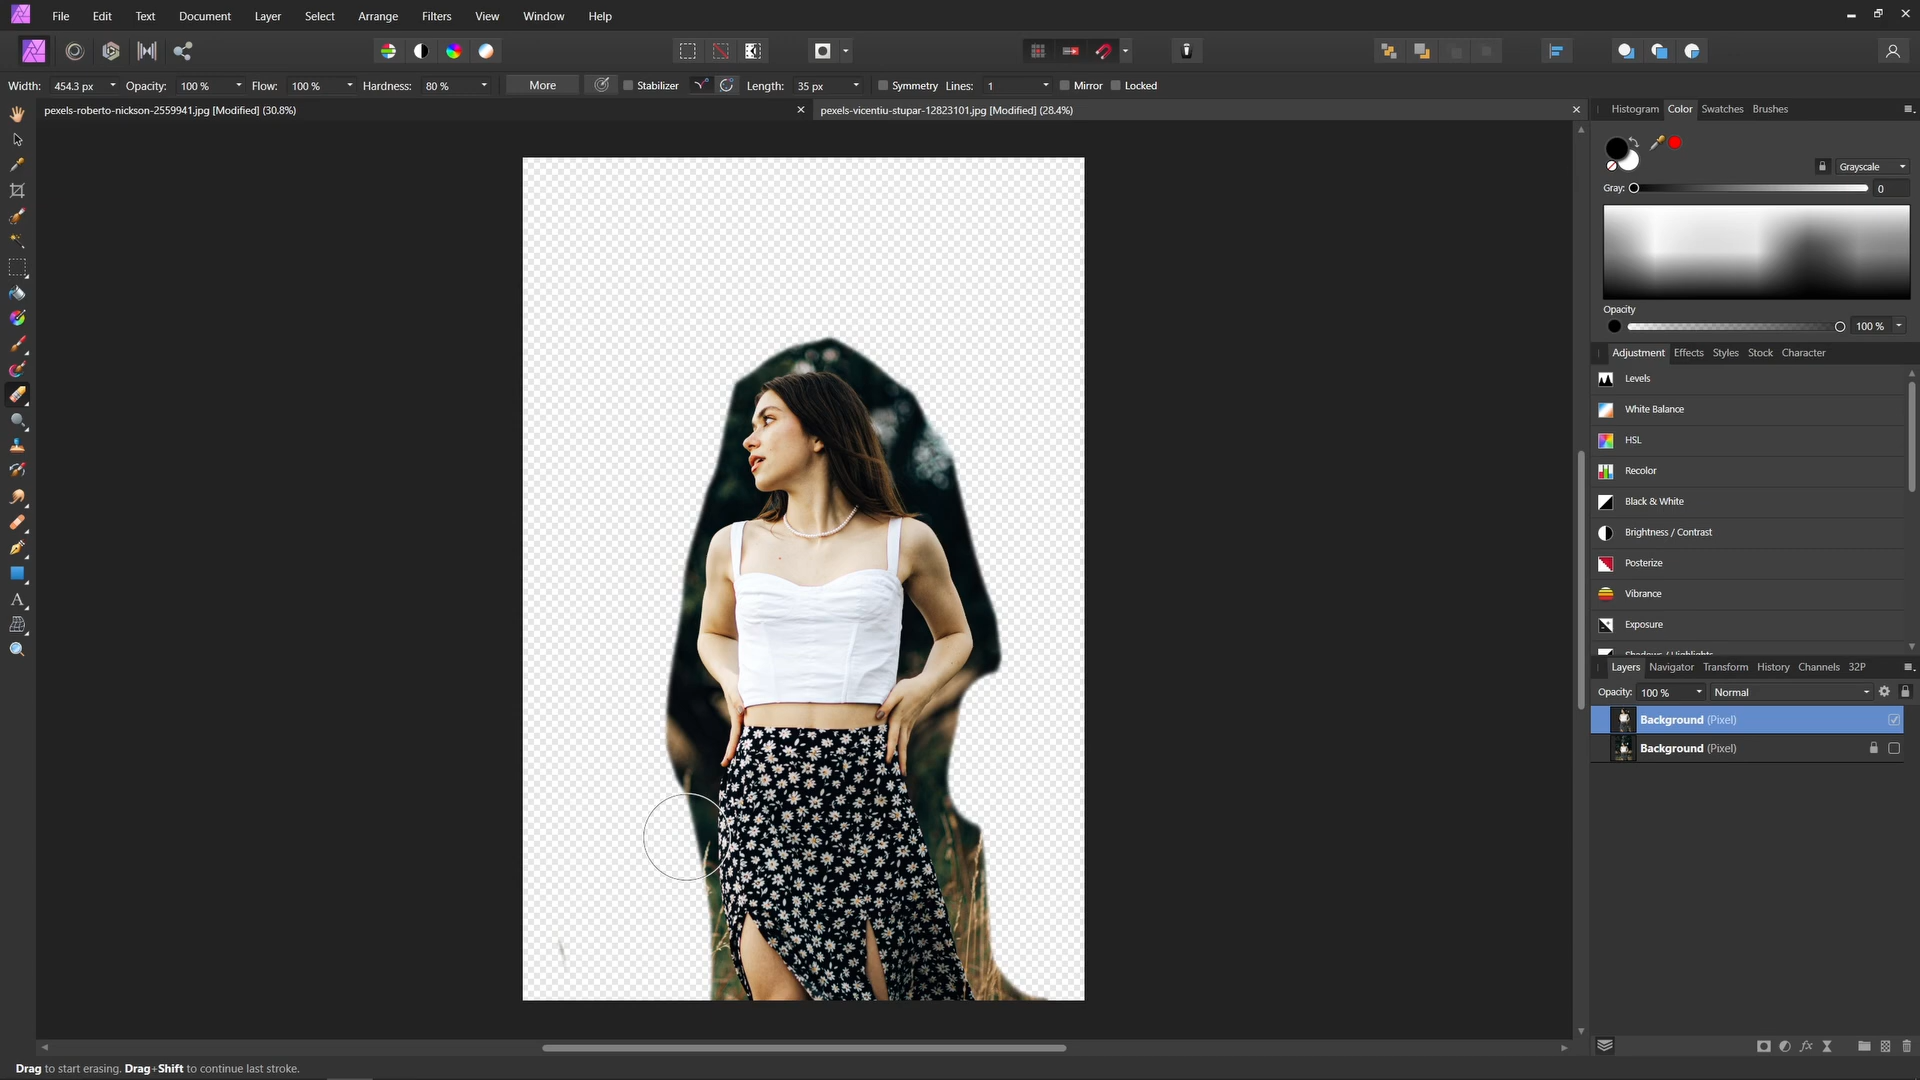 File Edit Text Document Layer Select Arrange Filters View Window Help
Width: 454.3 px Opacity: 100 % Flow: 100 % Hardness: 80 % More Stabilizer Length: 35 px Symmetry Lines: 1 Mirror Locked
pexels-roberto-nickson-2559941.jpg [Modified] (30.8%)
pexels-vicentiu-stupar-12823101.jpg [Modified] (28.4%)
Histogram Color Swatches Brushes
Grayscale
Gray: 0
Opacity
100 %
Adjustment Effects Styles Stock Character
Levels
White Balance
HSL
Recolor
Black & White
Brightness / Contrast
Posterize
Vibrance
Exposure
Shadows / Highlights
Layers Navigator Transform History Channels 32P
Opacity: 100 % Normal
Background (Pixel)
Background (Pixel)
Drag to start erasing. Drag+Shift to continue last stroke.